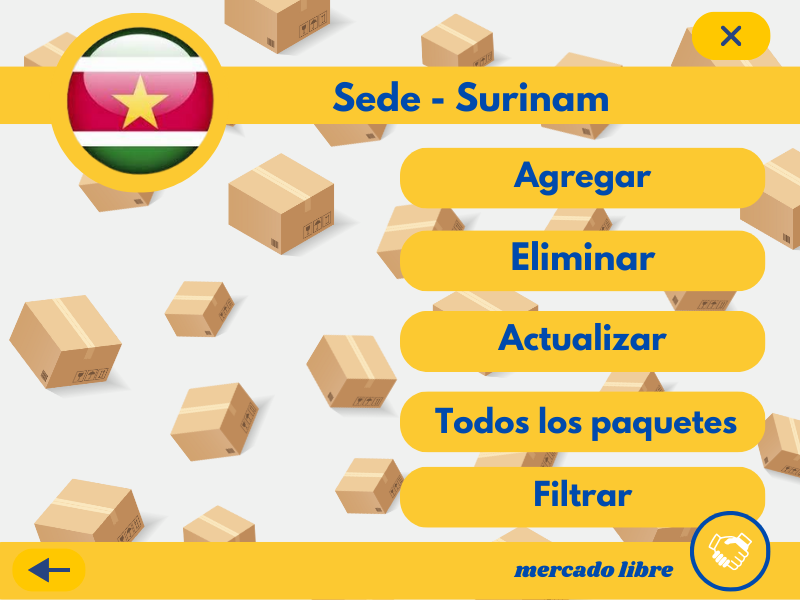 Sede - Surinam
Agregar
Eliminar
Actualizar
Todos los paquetes
Filtrar
mercado libre